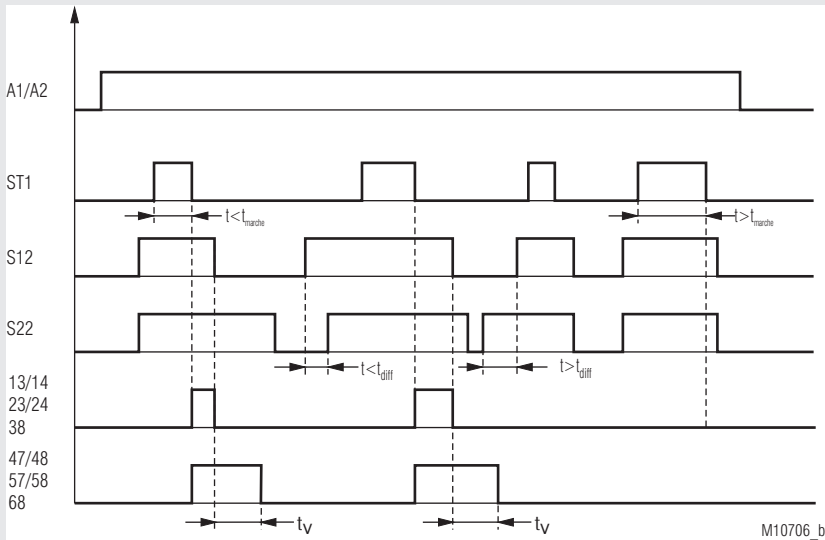 A1/A2
ST1
t<tmarche
t>tmarche
S12
S22
t<tdiff
t>tdiff
13/14
23/24
38
47/48
57/58
68
tv
tv
M10706_b